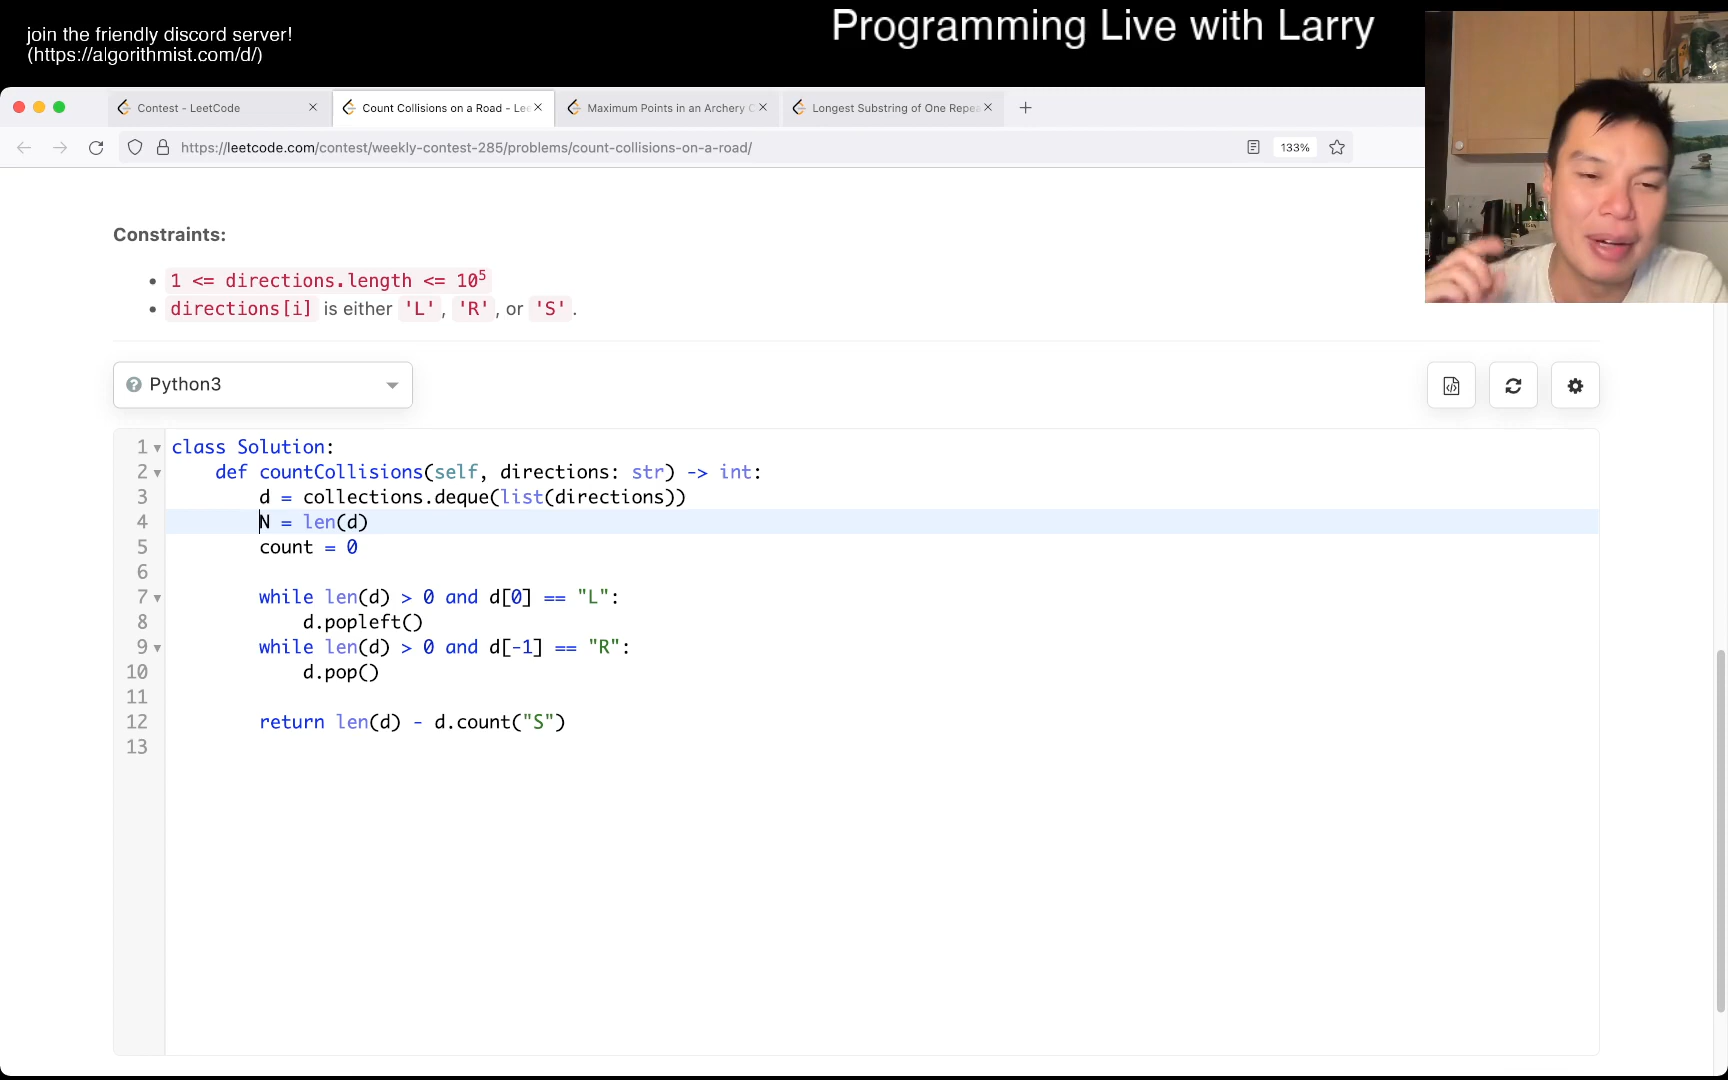 join the friendly discord server!
(https://algorithmist.com/d/)
Programming Live with Larry
Contest - LeetCode
Count Collisions on a Road - Lee
Maximum Points in an Archery C
Longest Substring of One Repea
https://leetcode.com/contest/weekly-contest-285/problems/count-collisions-on-a-road/
133%
Constraints:
1 <= directions.length <= 10⁵
directions[i] is either 'L', 'R', or 'S'.
Python3
1 class Solution:
2 def countCollisions(self, directions: str) -> int:
3 d = collections.deque(list(directions))
4 N = len(d)
5 count = 0
6
7 while len(d) > 0 and d[0] == "L":
8 d.popleft()
9 while len(d) > 0 and d[-1] == "R":
10 d.pop()
11
12 return len(d) - d.count("S")
13